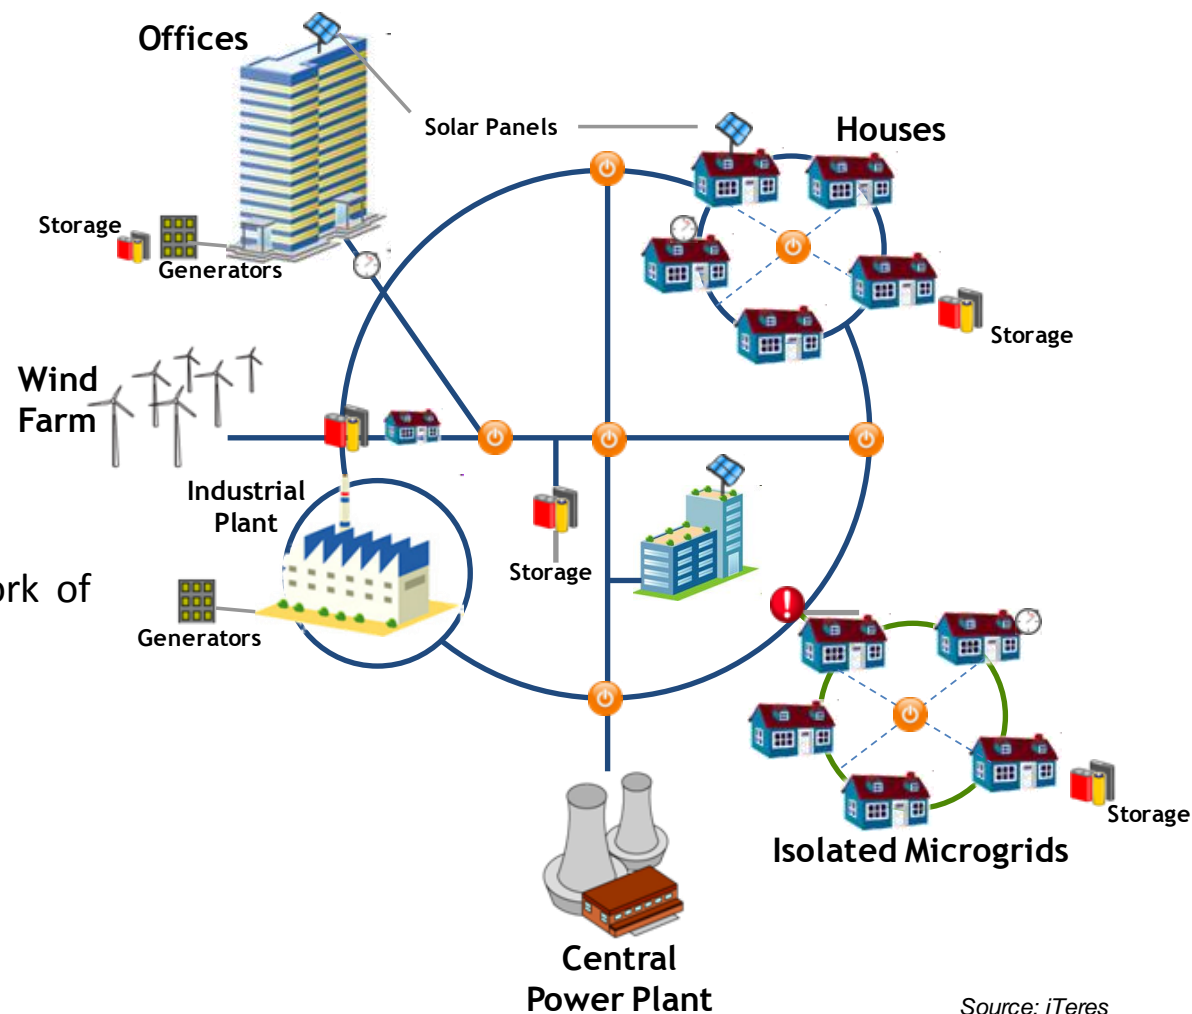 Offices
Solar Panels
Houses
Storage
Generators
Storage
Wind
Farm
Industrial
Plant
Storage
of
Generators
Storage
Isolated Microgrids
Central
Power Plant
Source: iTeres